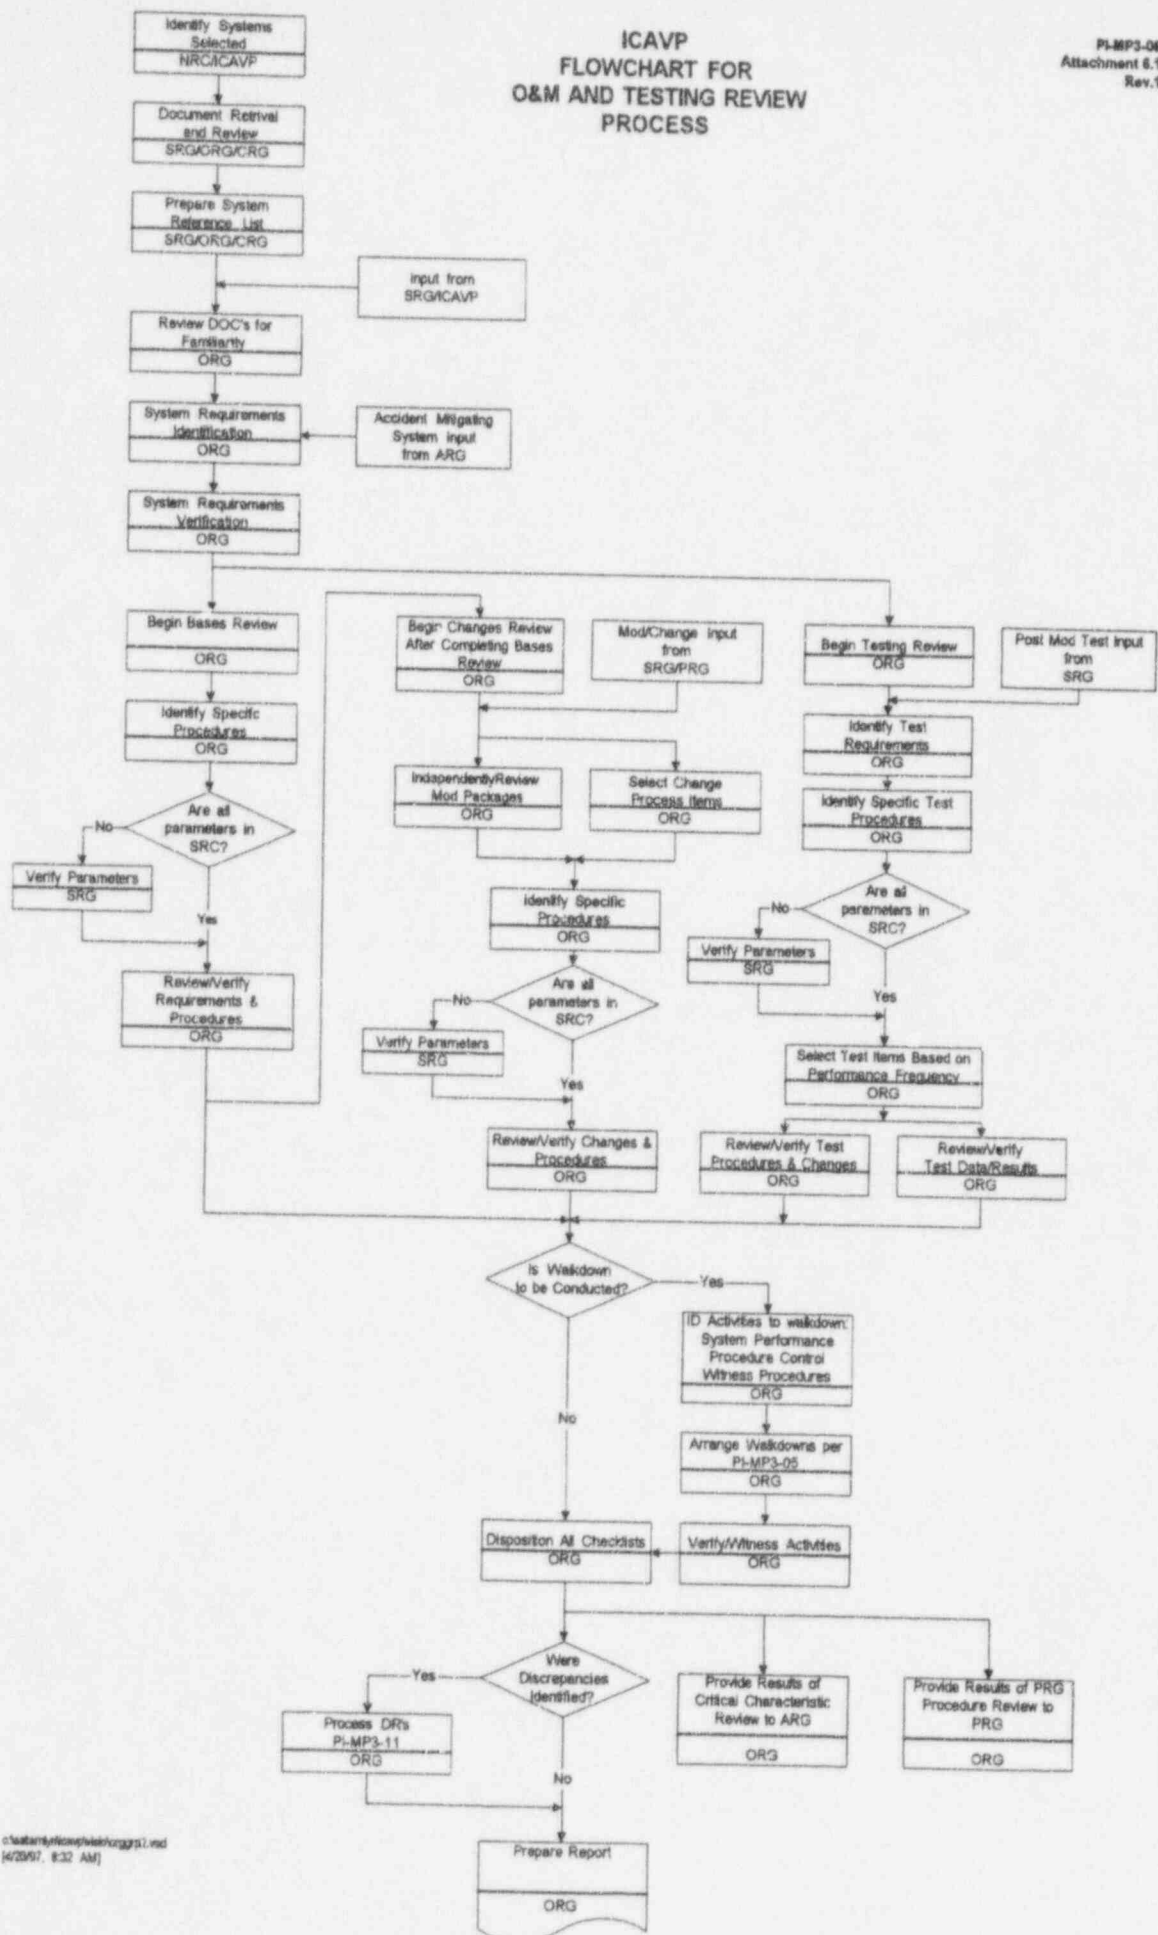 ICAVP
FLOWCHART FOR
O&M AND TESTING REVIEW
PROCESS
Attachment 6.1
Rev.1
Identify Systems
Selected
NRC/ICAVP
Document Retrival
and Review
SRG/ORG/CRG
Prepare System
Reference List
SRG/ORG/CRG
Input from
SRG/ICAVP
Review DOC's for
ORG
System Requirements
Identification
ORG
Accident Mitigating
System Input
from ARG
System Requirements
Verification
ORG
Begin Bases Review
ORG
Begin Changes Review
After Completing Bases
Review
ORG
Mod/Change Input
from
SRG/PRG
Begin Testing Review
ORG
Post Mod Test Input
from
SRG
Identify Specific
Procedures
ORG
Identify Test
Requirements
ORG
Independently Review
Mod Packages
ORG
Select Change
Process Items
ORG
Identify Specific Test
Procedures
ORG
Are all
parameters in
SRC?
No
Yes
Verify Parameters
SRG
Identify Specific
Procedures
ORG
Are all
parameters in
SRC?
No
Yes
Verify Parameters
SRG
Review/Verify
Requirements &
Procedures
ORG
Are all
parameters in
SRC?
No
Yes
Verify Parameters
SRG
Select Test Items Based on
Performance Frequency
ORG
Review/Verify Changes &
Procedures
ORG
Review/Verify Test
Procedures & Changes
ORG
Review/Verify
Test Data/Results
ORG
Is Walkdown
to be Conducted?
Yes
No
ID Activities to walkdown:
System Performance
Procedure Control
Witness Procedures
ORG
Arrange Walkdowns per
PI-MP3-05
ORG
Disposition All Checklists
ORG
Verify/Witness Activities
ORG
Were
Discrepancies
Identified?
Yes
No
Process DR's
PI-MP3-11
ORG
Provide Results of
Critical Characteristic
Review to ARG
ORG
Provide Results of PRG
Procedure Review to
PRG
ORG
Prepare Report
ORG
8:32 AM]